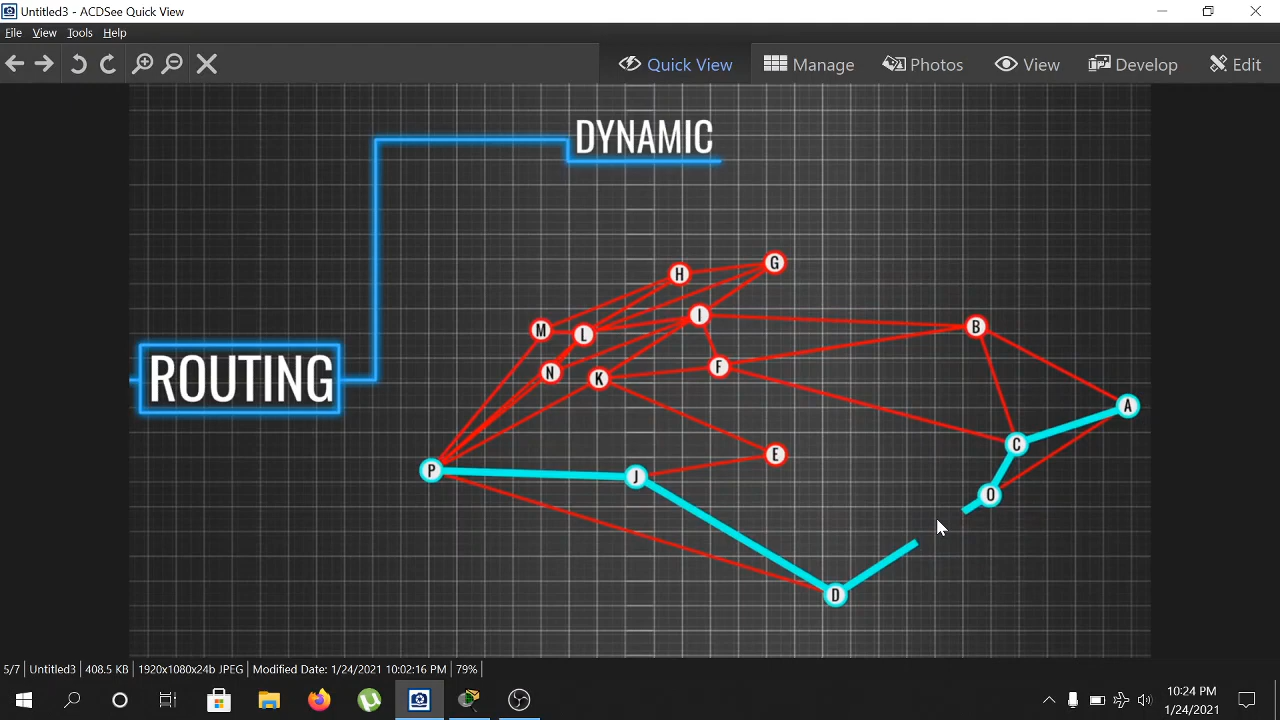 Untitled3 - ACDSee Quick View
File View Tools Help
Quick View Manage Photos View Develop Edit
DYNAMIC
ROUTING
G
H
I
B
M
L
F
N
K
A
C
E
P
J
O
D
5/7 Untitled3 408.5 KB 1920x1080x24b JPEG Modified Date: 1/24/2021 10:02:16 PM 79%
10:24 PM
1/24/2021